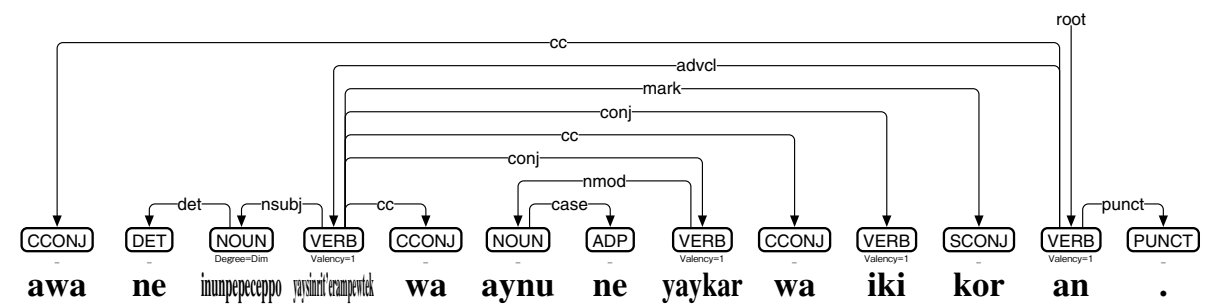 root
cc
advcl
mark
conj
cc
conj
nmod
det nsubj cc case punct
CCONJ DET NOUN VERB CCONJ NOUN ADP VERB CCONJ VERB SCONJ VERB PUNCT
_ _ Degree=Dim Valency=1 _ _ _ Valency=1 _ Valency=1 _ Valency=1 _
awa ne inunpepeceppo yaysinrit'erampewtek wa aynu ne yaykar wa iki kor an .